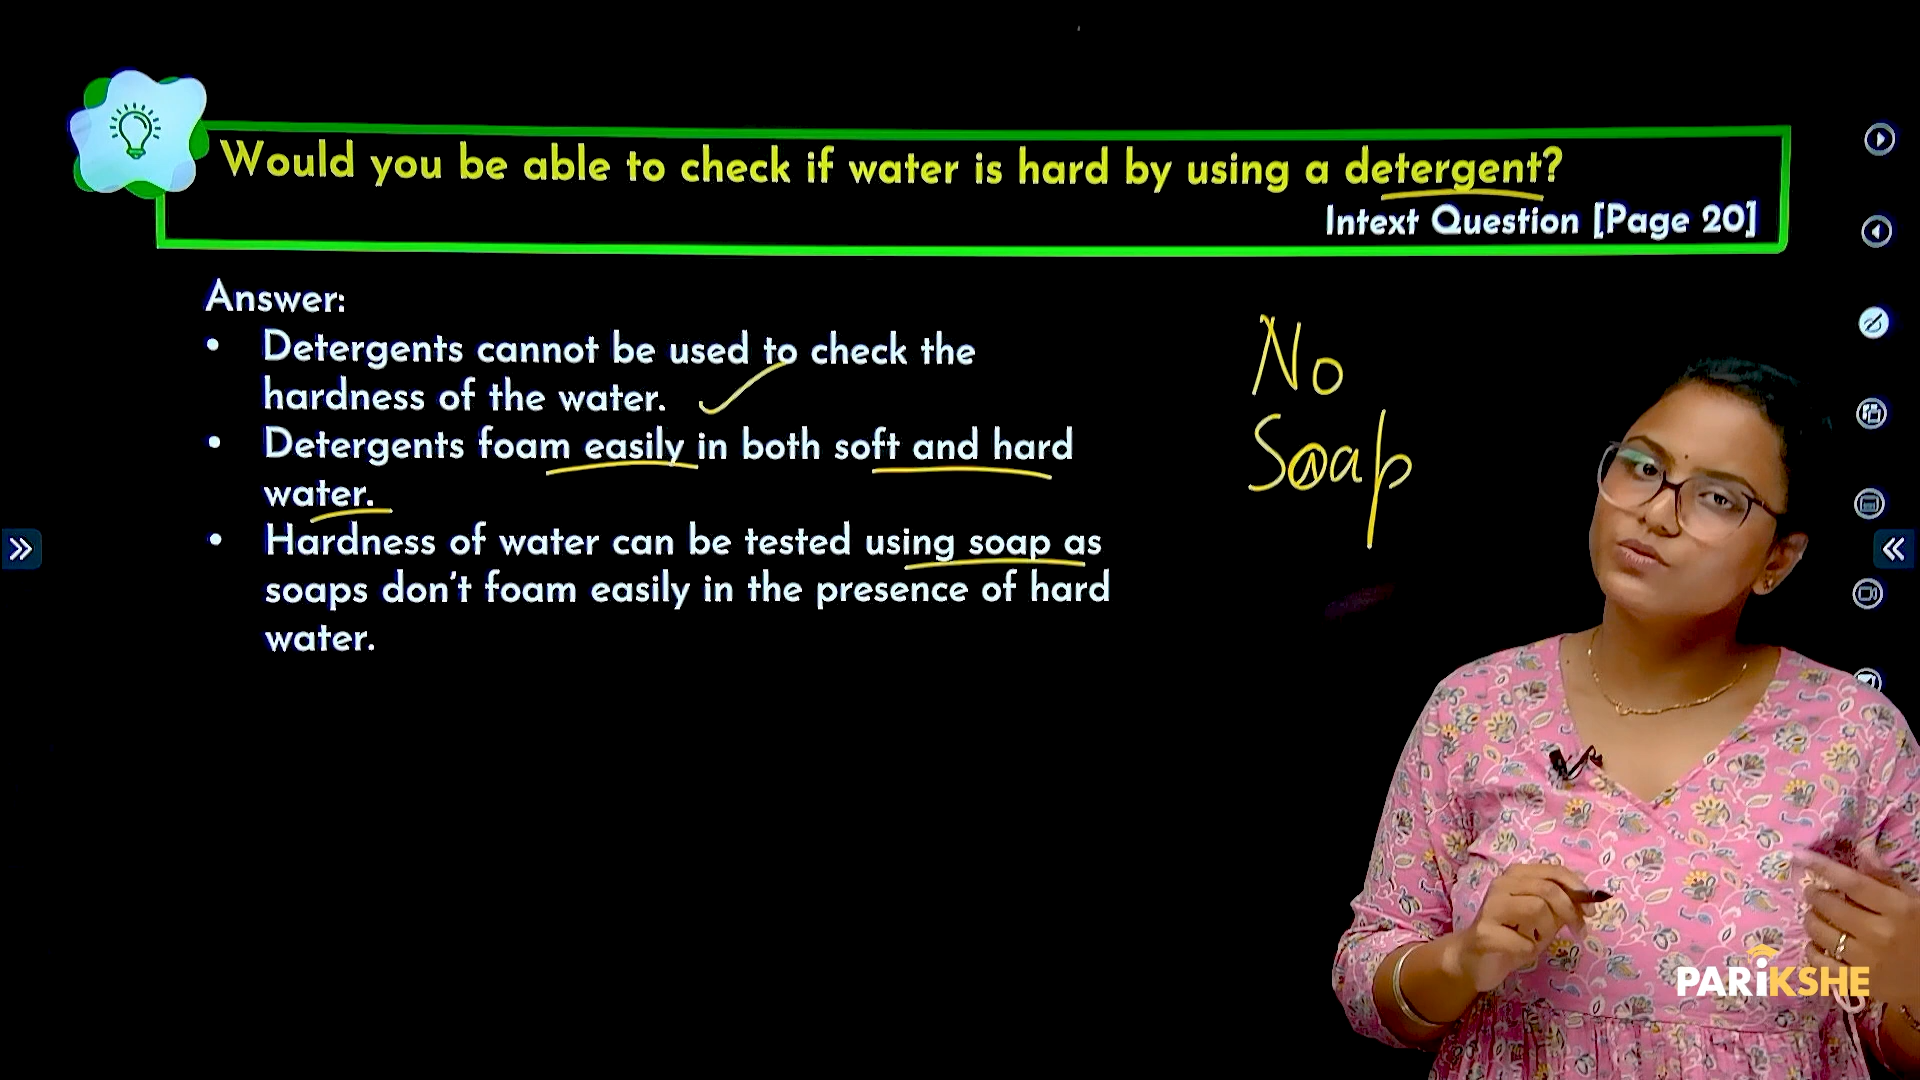 Would you be able to check if water is hard by using a detergent?
Intext Question [Page 20]
Answer:
• Detergents cannot be used to check the
hardness of the water.
• Detergents foam easily in both soft and hard
water.
• Hardness of water can be tested using soap as
soaps don't foam easily in the presence of hard
water.
No
Soap
PARiKSHE